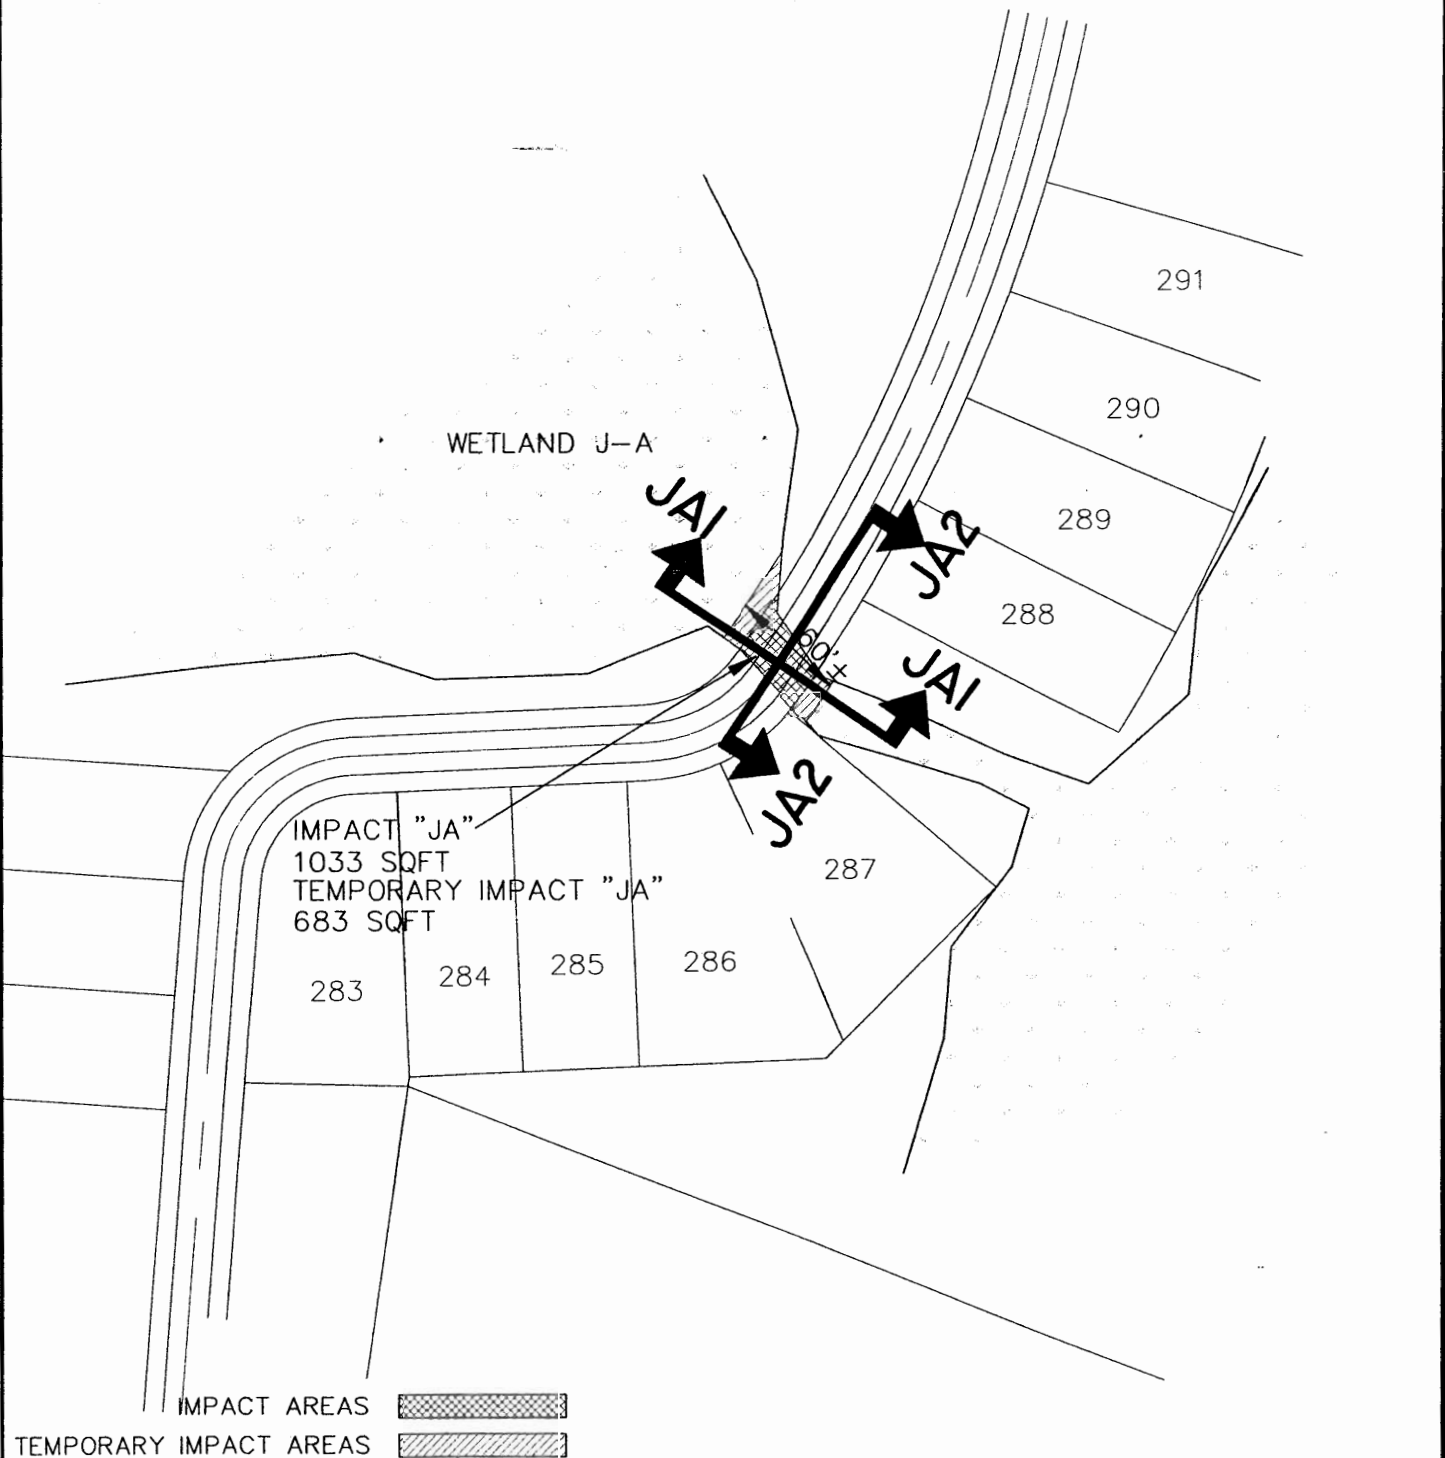 291
290
WETLAND J-A
JA1
289
JA2
288
60'±
JA1
JA2
IMPACT "JA"
1033 SQFT
TEMPORARY IMPACT "JA"
683 SQFT
287
286
285
284
283
IMPACT AREAS
TEMPORARY IMPACT AREAS